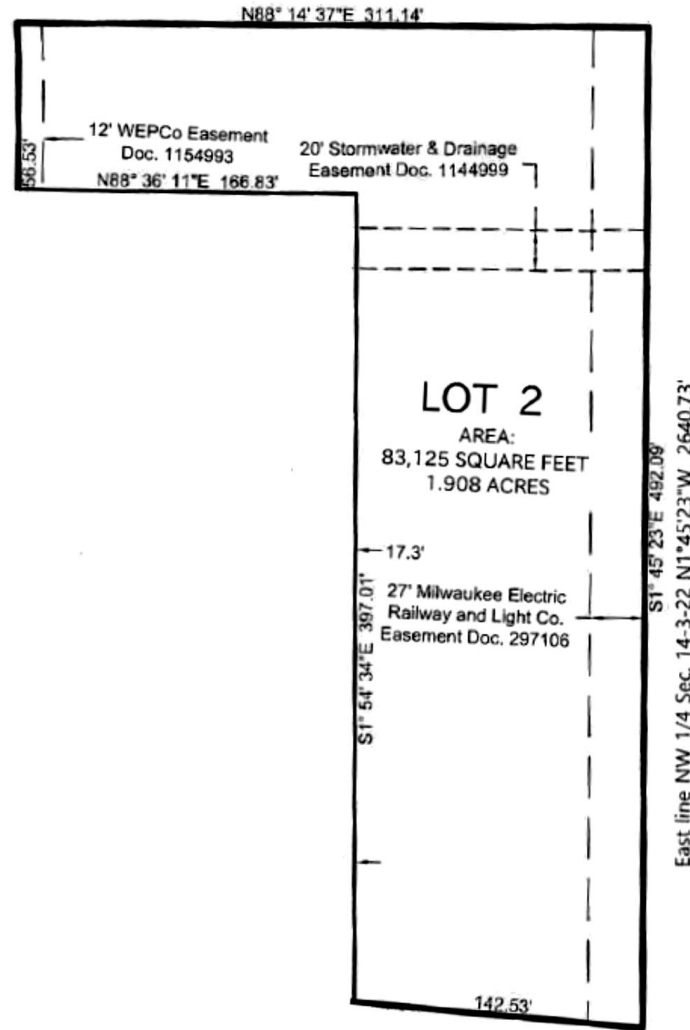 N88° 14' 37"E 311.14'
12' WEPCo Easement
Doc. 1154993
20' Stormwater & Drainage
Easement Doc. 1144999
N88° 36' 11"E 166.83'
LOT 2
AREA:
83,125 SQUARE FEET
1.908 ACRES
17.3'
27' Milwaukee Electric
Railway and Light Co.
Easement Doc. 297106
S1° 54' 34"E 397.01'
S1° 45' 23"E 492.09'
East line NW 1/4 Sec. 14-3-22 N1°45'23"W 2640.73'
142.53'